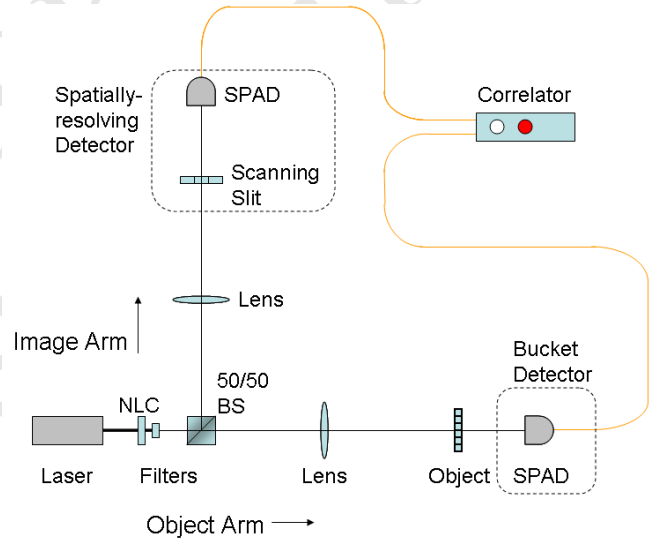 Spatially-
resolving
Detector
SPAD
Correlator
Scanning
Slit
Lens
Image Arm
50/50
BS
Bucket
Detector
NLC
Laser
Filters
Lens
Object
SPAD
Object Arm